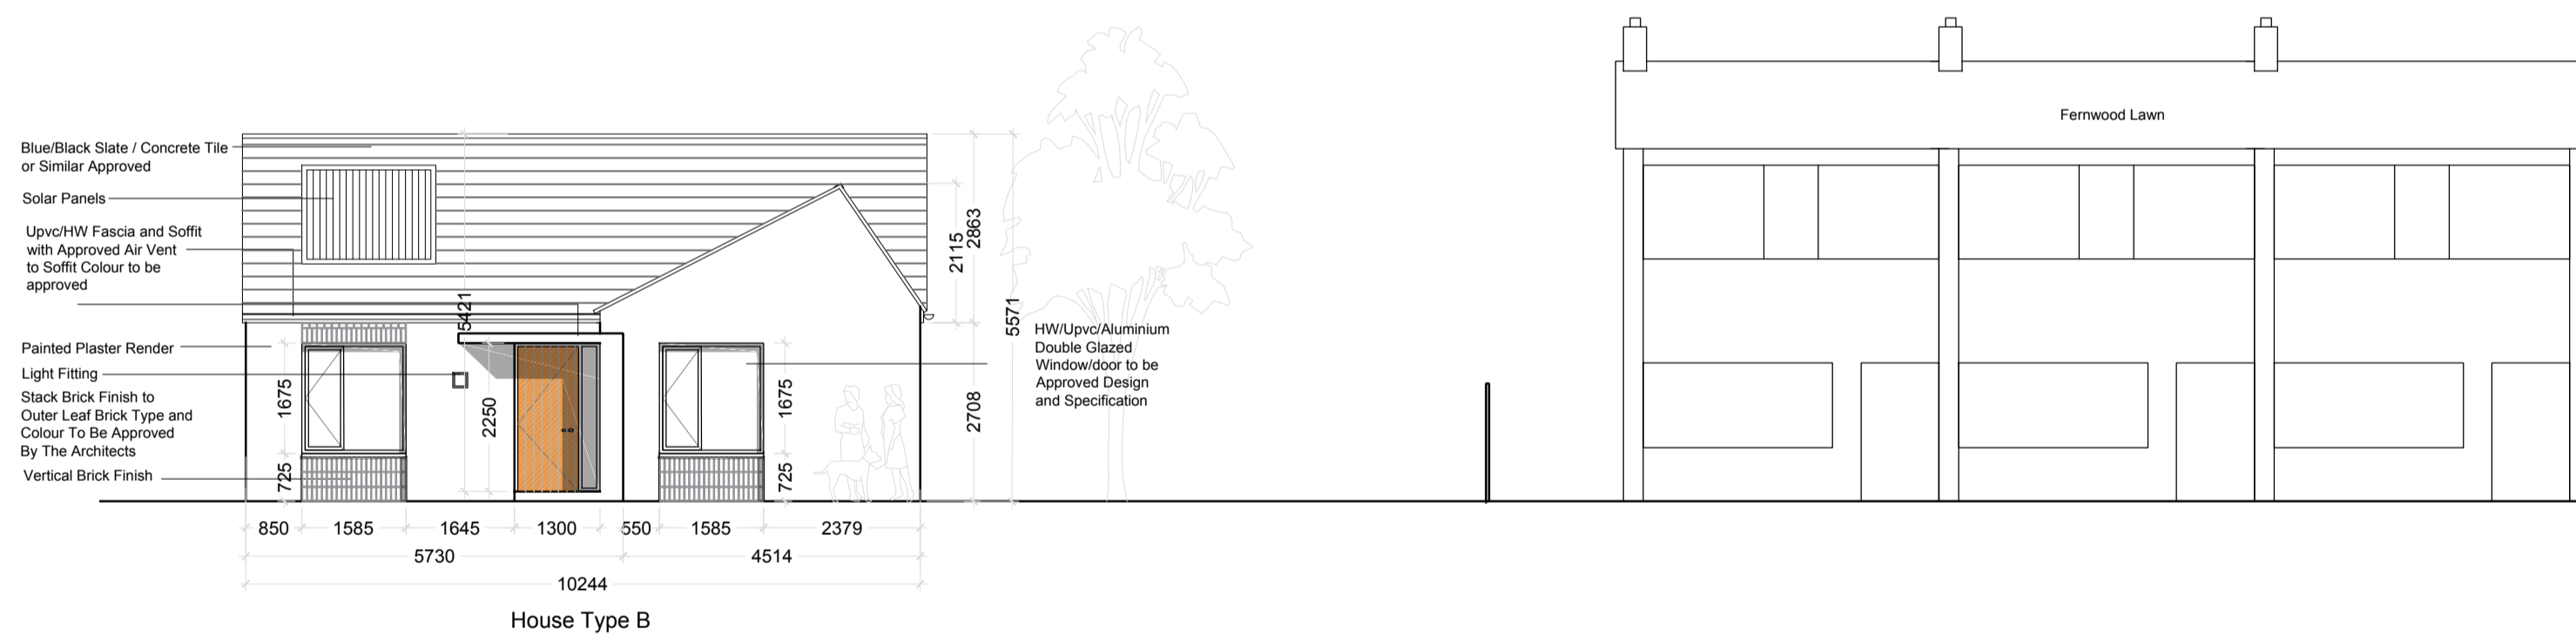 Fernwood Lawn
Blue/Black Slate / Concrete Tile
or Similar Approved
Solar Panels
Upvc/HW Fascia and Soffit
with Approved Air Vent
to Soffit Colour to be
approved
Painted Plaster Render
Light Fitting
Stack Brick Finish to
Outer Leaf Brick Type and
Colour To Be Approved
By The Architects
Vertical Brick Finish
1675
725
5421
2250
1675
725
2115
2863
2708
5571
HW/Upvc/Aluminium
Double Glazed
Window/door to be
Approved Design
and Specification
850 1585 1645 1300 550 1585 2379
5730 4514
10244
House Type B